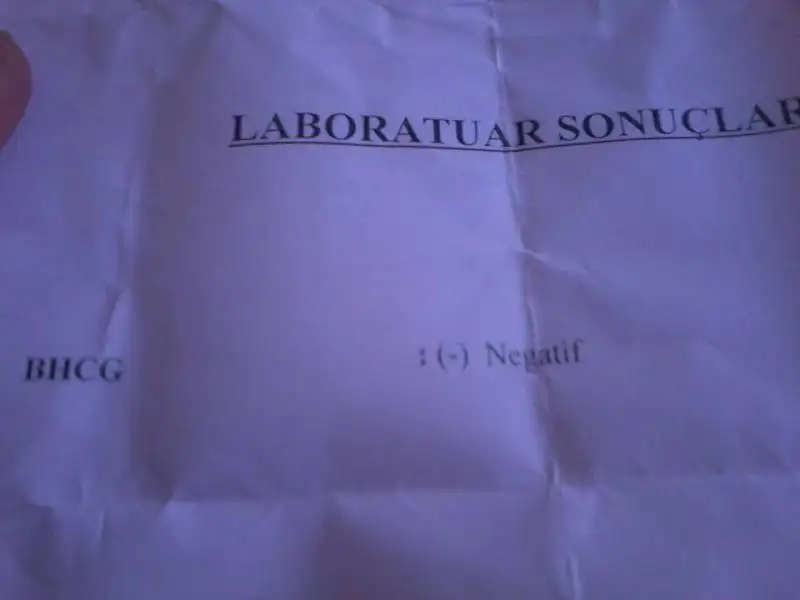 LABORATUAR SONUÇLAR
BHCG : (-) Negatif